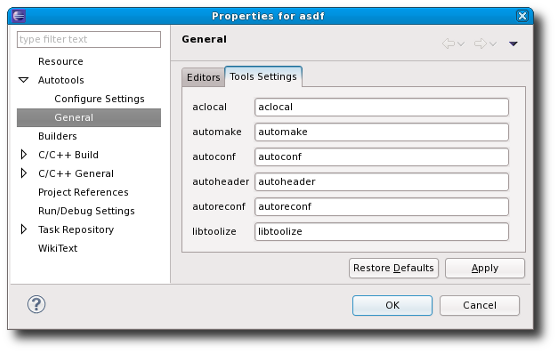 Properties for asdf
type filter text
General
Resource
Autotools
Configure Settings
General
Builders
C/C++ Build
C/C++ General
Project References
Run/Debug Settings
Task Repository
WikiText
Editors
Tools Settings
aclocal aclocal
automake automake
autoconf autoconf
autoheader autoheader
autoreconf autoreconf
libtoolize libtoolize
Restore Defaults
Apply
?
OK
Cancel